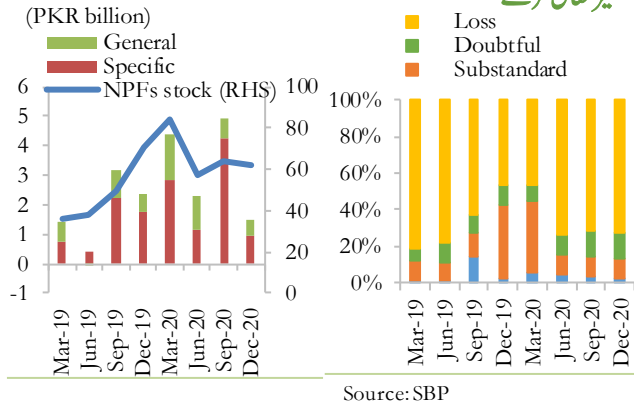 (PKR billion)
General
Specific
NPFs stock (RHS)
6
5
4
3
2
1
0
-1
100
80
60
40
20
0
Mar-19
Jun-19
Sep-19
Dec-19
Mar-20
Jun-20
Sep-20
Dec-20
Loss
Doubtful
Substandard
100%
80%
60%
40%
20%
0%
Mar-19
Jun-19
Sep-19
Dec-19
Mar-20
Jun-20
Sep-20
Dec-20
Source: SBP